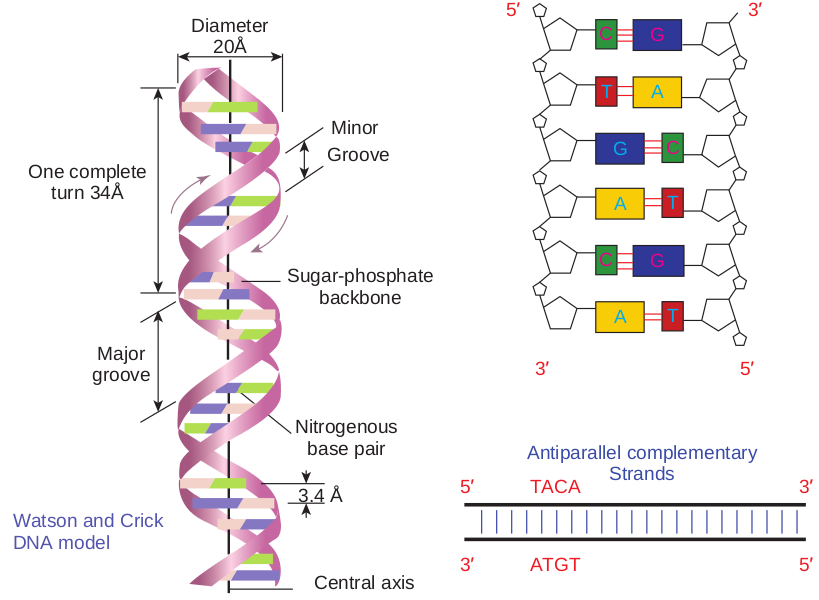 Diameter
20Å
Minor
Groove
One complete
turn 34Å
Sugar-phosphate
backbone
Major
groove
Nitrogenous
base pair
3.4 Å
Watson and Crick
DNA model
Central axis
5′ 3′
C G
T A
G C
A T
C G
A T
3′ 5′
Antiparallel complementary
Strands
5′ TACA 3′
3′ ATGT 5′